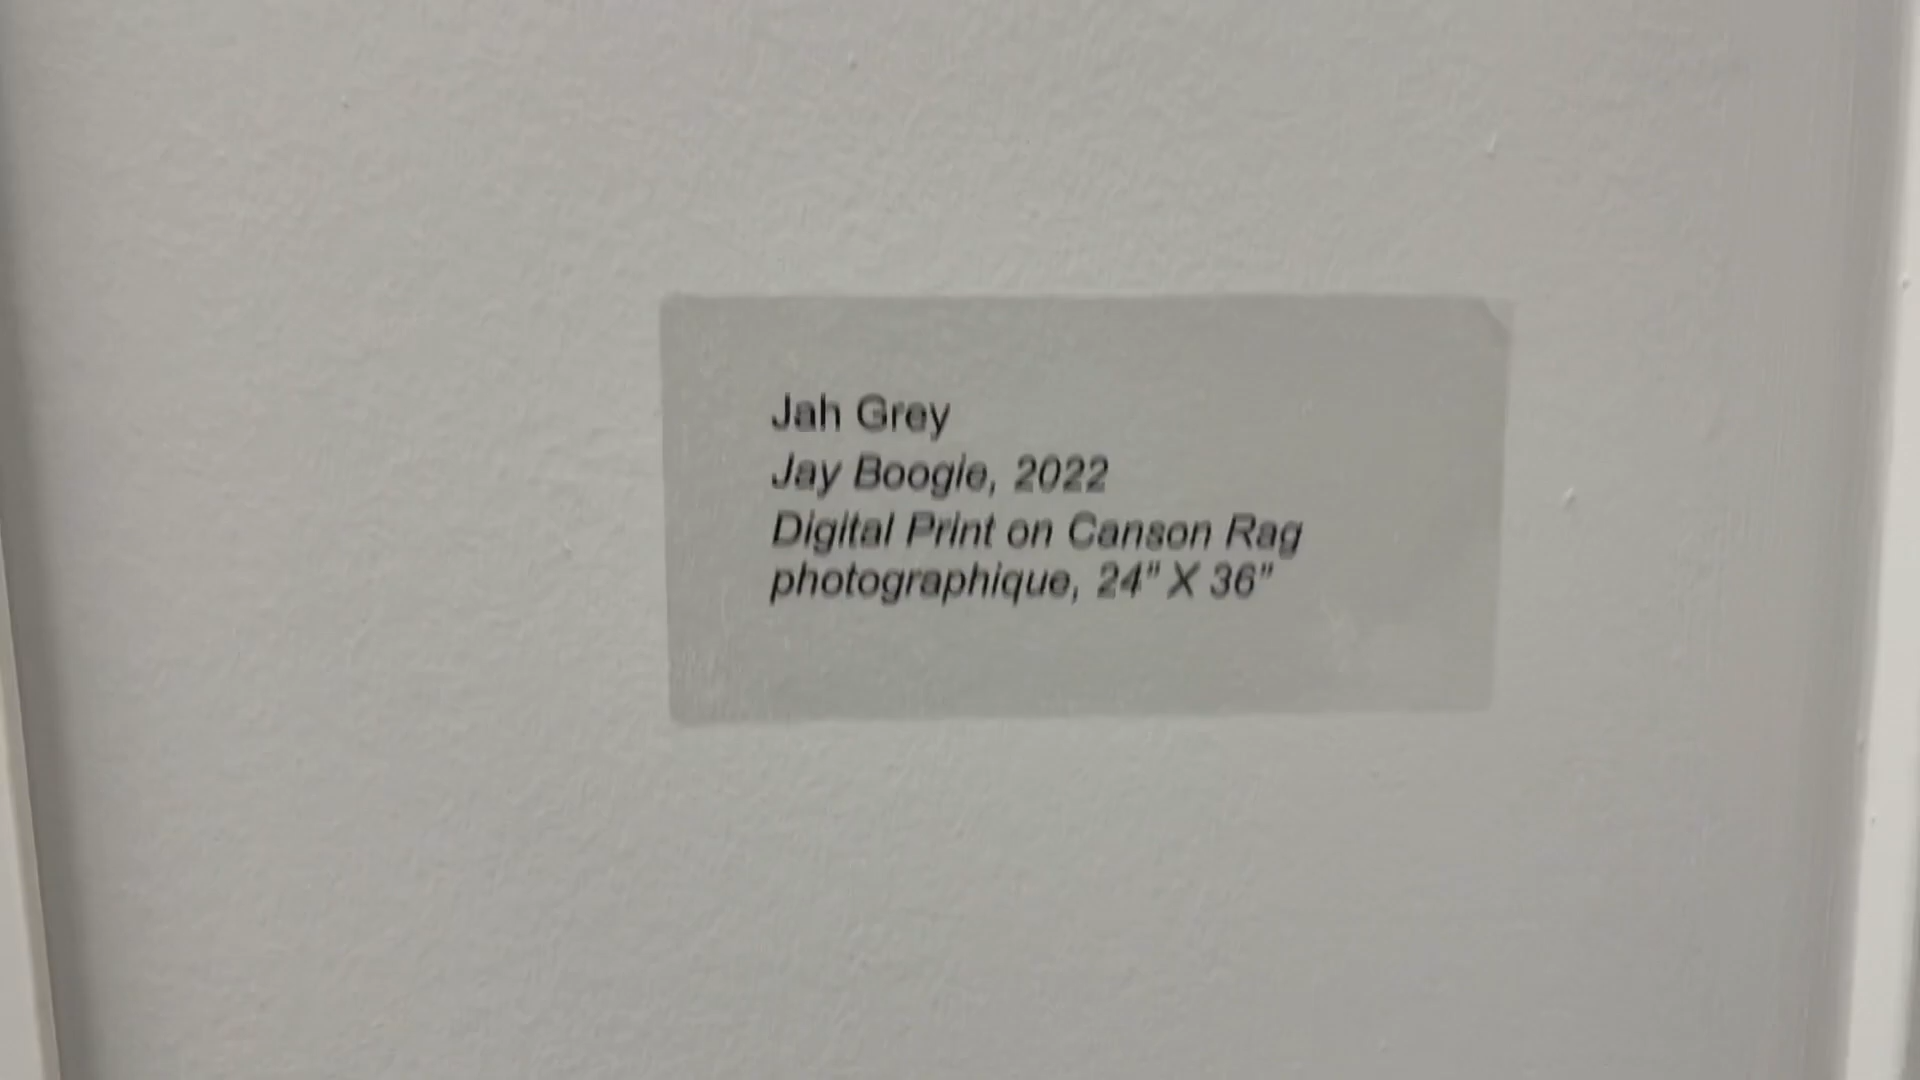 Jah Grey
Jay Boogie, 2022
Digital Print on Canson Rag
photographique, 24" X 36"